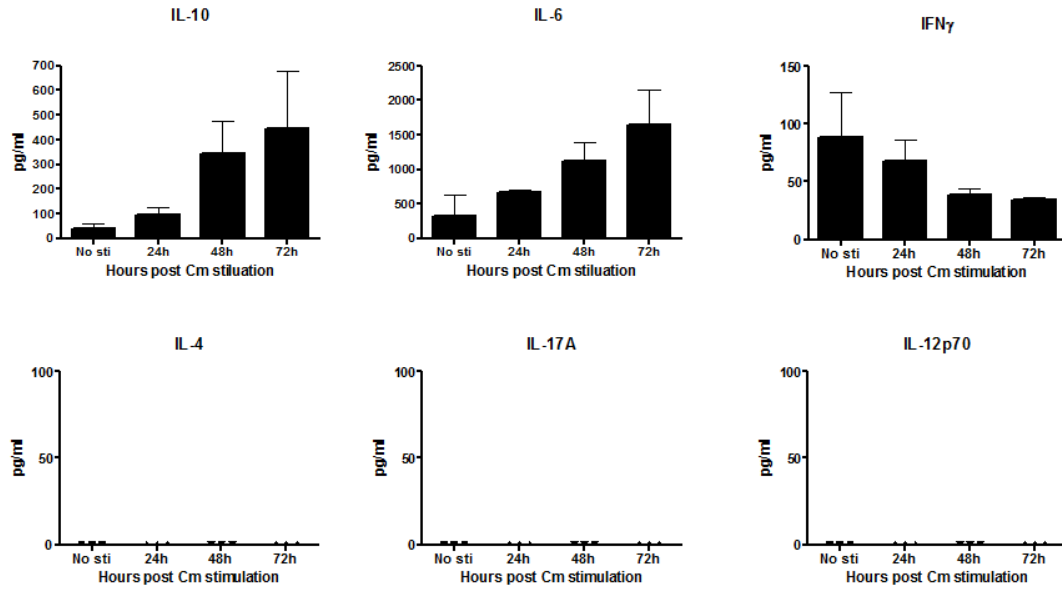 IL-10
700
600
500
400
300
200
100
0
pg/ml
No sti 24h 48h 72h
Hours post Cm stiluation
IL-6
2500
2000
1500
1000
500
0
pg/ml
No sti 24h 48h 72h
Hours post Cm stiluation
IFNγ
150
100
50
0
pg/ml
No sti 24h 48h 72h
Hours post Cm stimulation
IL-4
100
50
0
pg/ml
No sti 24h 48h 72h
Hours post Cm stimulation
IL-17A
100
50
0
pg/ml
No sti 24h 48h 72h
Hours post Cm stimulation
IL-12p70
100
50
0
pg/ml
No sti 24h 48h 72h
Hours post Cm stimulation